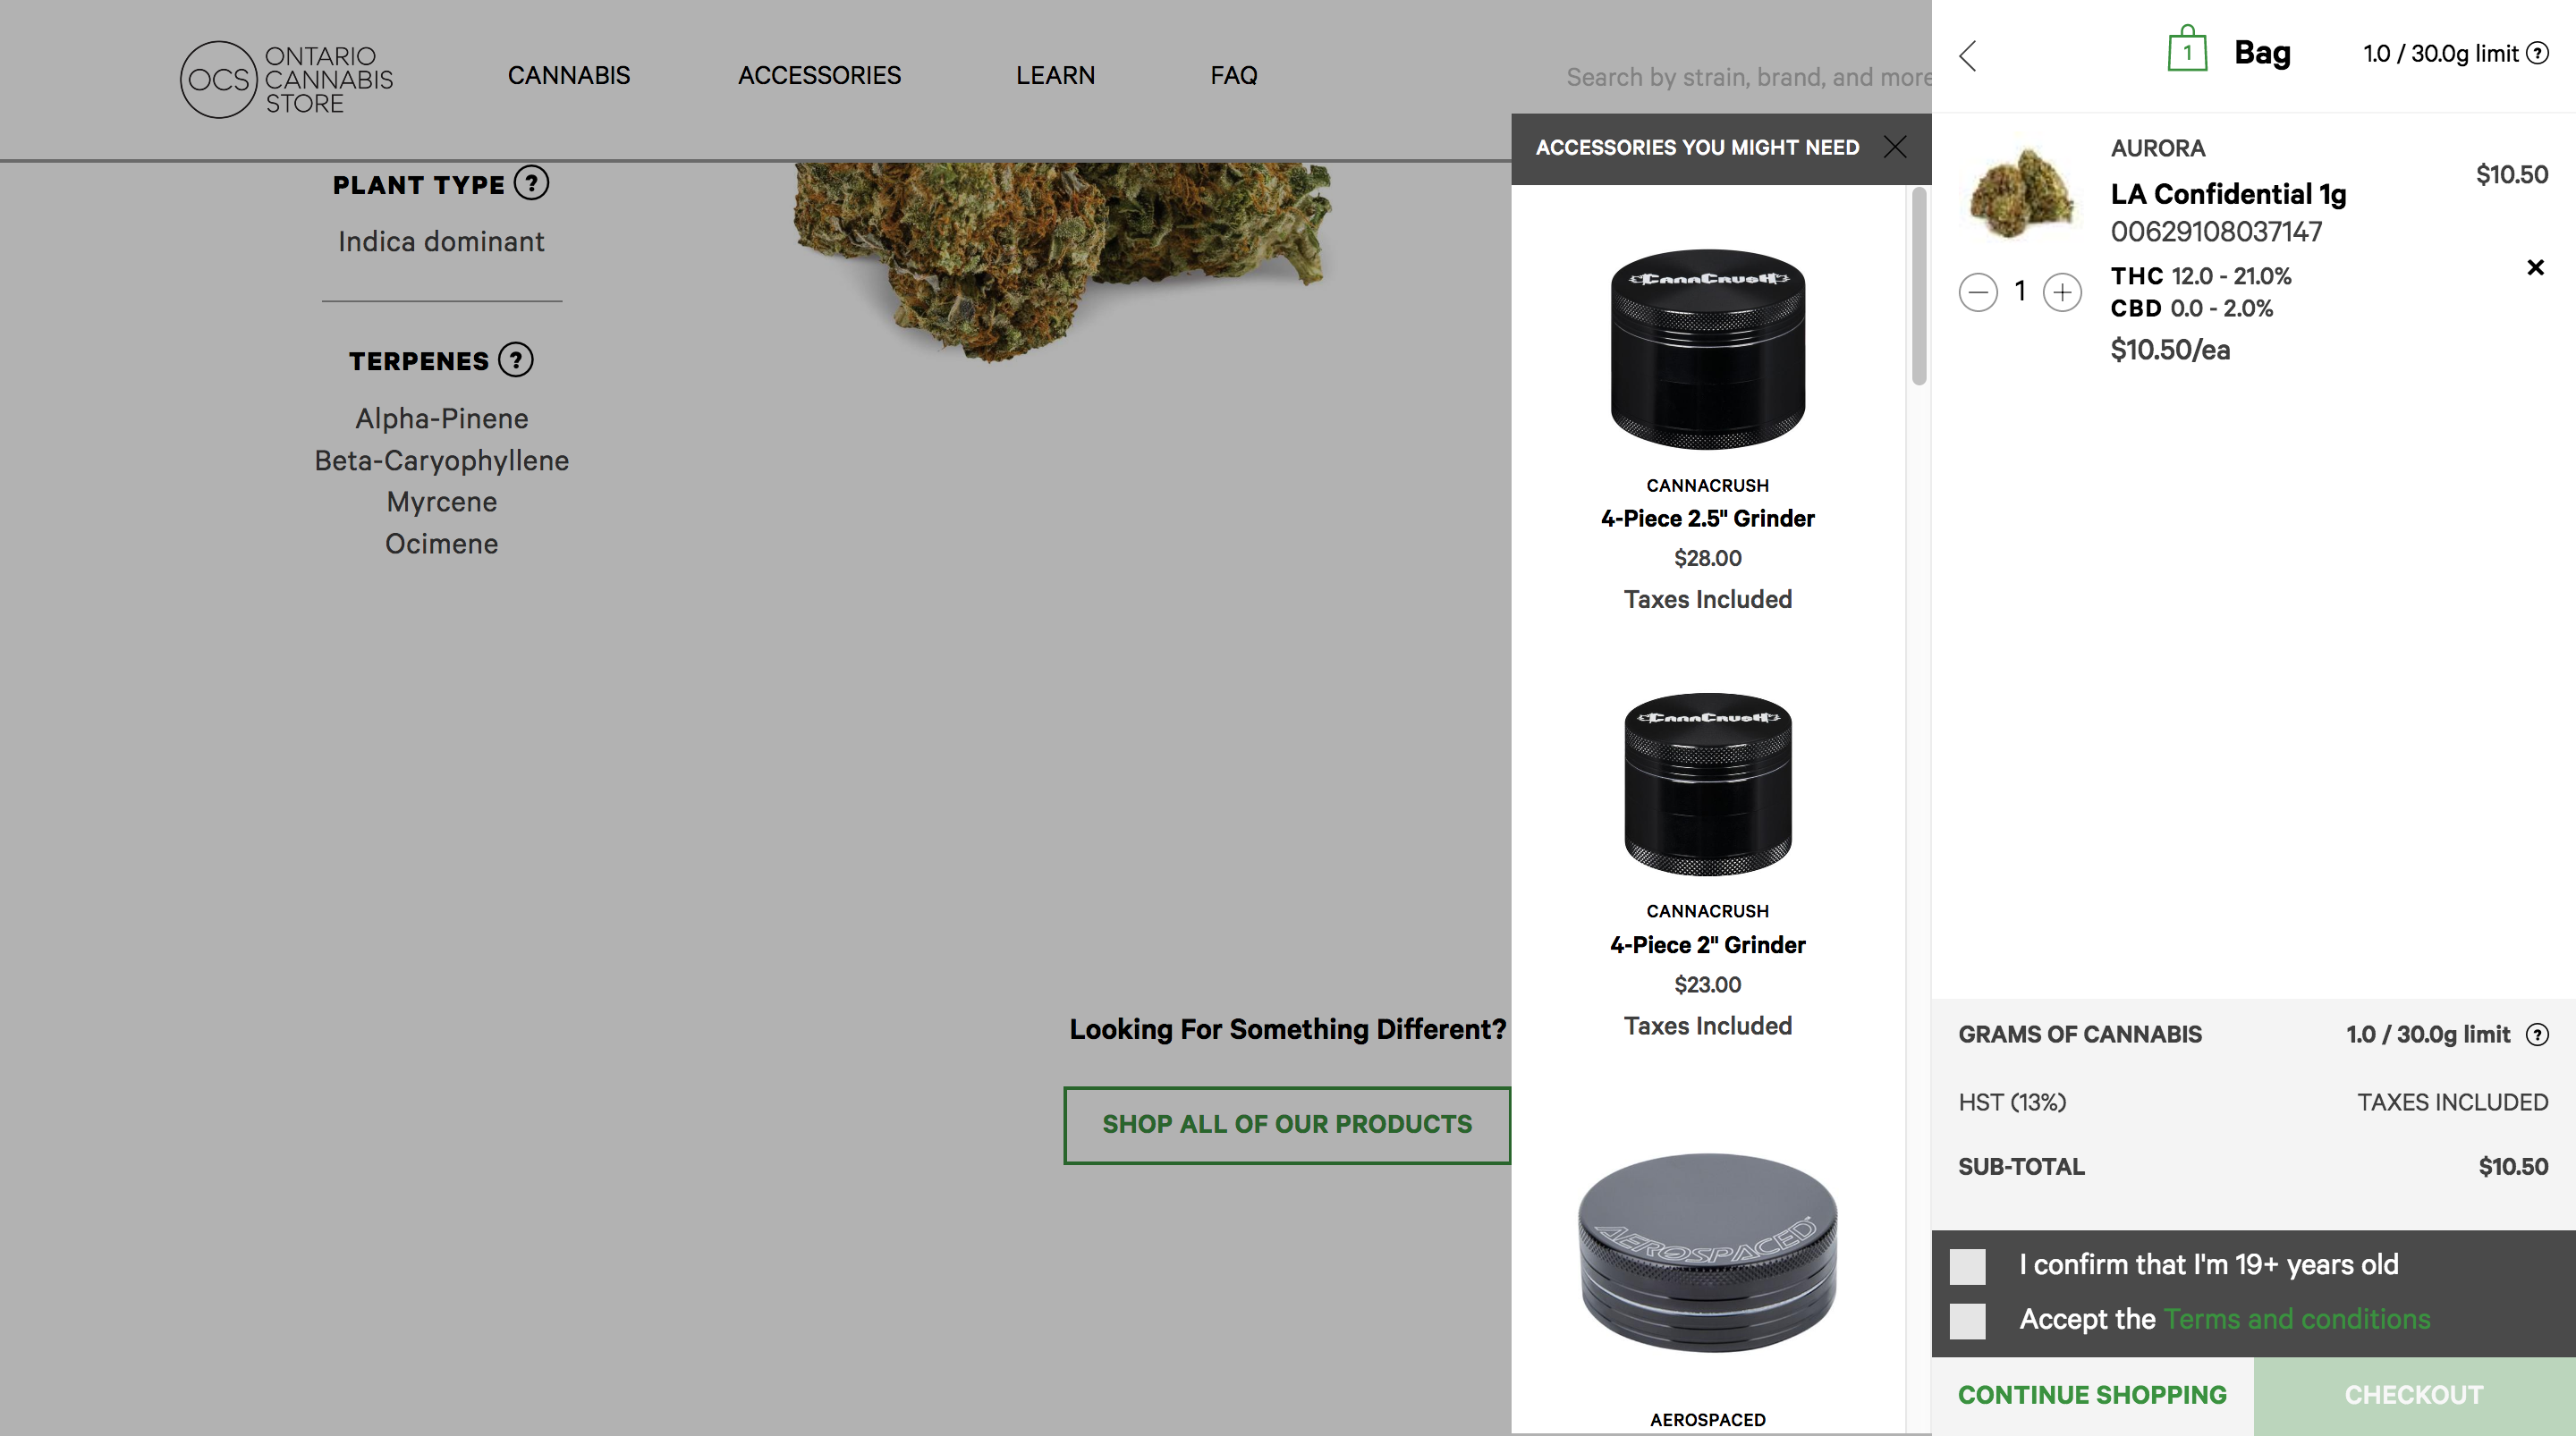 OCS
ONTARIO
CANNABIS
STORE
CANNABIS
ACCESSORIES
LEARN
FAQ
Search by strain, brand, and more
PLANT TYPE ?
Indica dominant
TERPENES ?
Alpha-Pinene
Beta-Caryophyllene
Myrcene
Ocimene
Looking For Something Different?
SHOP ALL OF OUR PRODUCTS
ACCESSORIES YOU MIGHT NEED
CannaCrush
CANNACRUSH
4-Piece 2.5" Grinder
$28.00
Taxes Included
CannaCrush
CANNACRUSH
4-Piece 2" Grinder
$23.00
Taxes Included
AEROSPACED
AEROSPACED
1 Bag 1.0 / 30.0g limit ?
AURORA
$10.50
LA Confidential 1g
00629108037147
THC 12.0 - 21.0%
1
CBD 0.0 - 2.0%
$10.50/ea
GRAMS OF CANNABIS 1.0 / 30.0g limit ?
HST (13%) TAXES INCLUDED
SUB-TOTAL $10.50
I confirm that I'm 19+ years old
Accept the Terms and conditions
CONTINUE SHOPPING
CHECKOUT